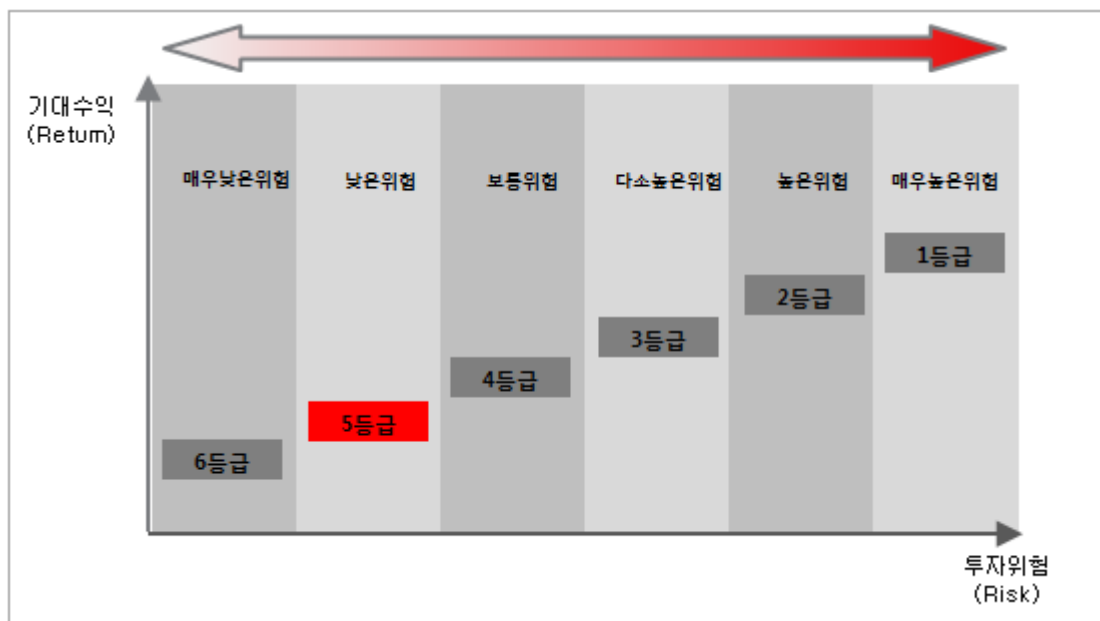 기대수익
(Retum)
매우낮은위험 낮은위험 보통위험 다소높은위험 높은위험 매우높은위험
1등급
2등급
3등급
4등급
5등급
6등급
투자위험
(Risk)